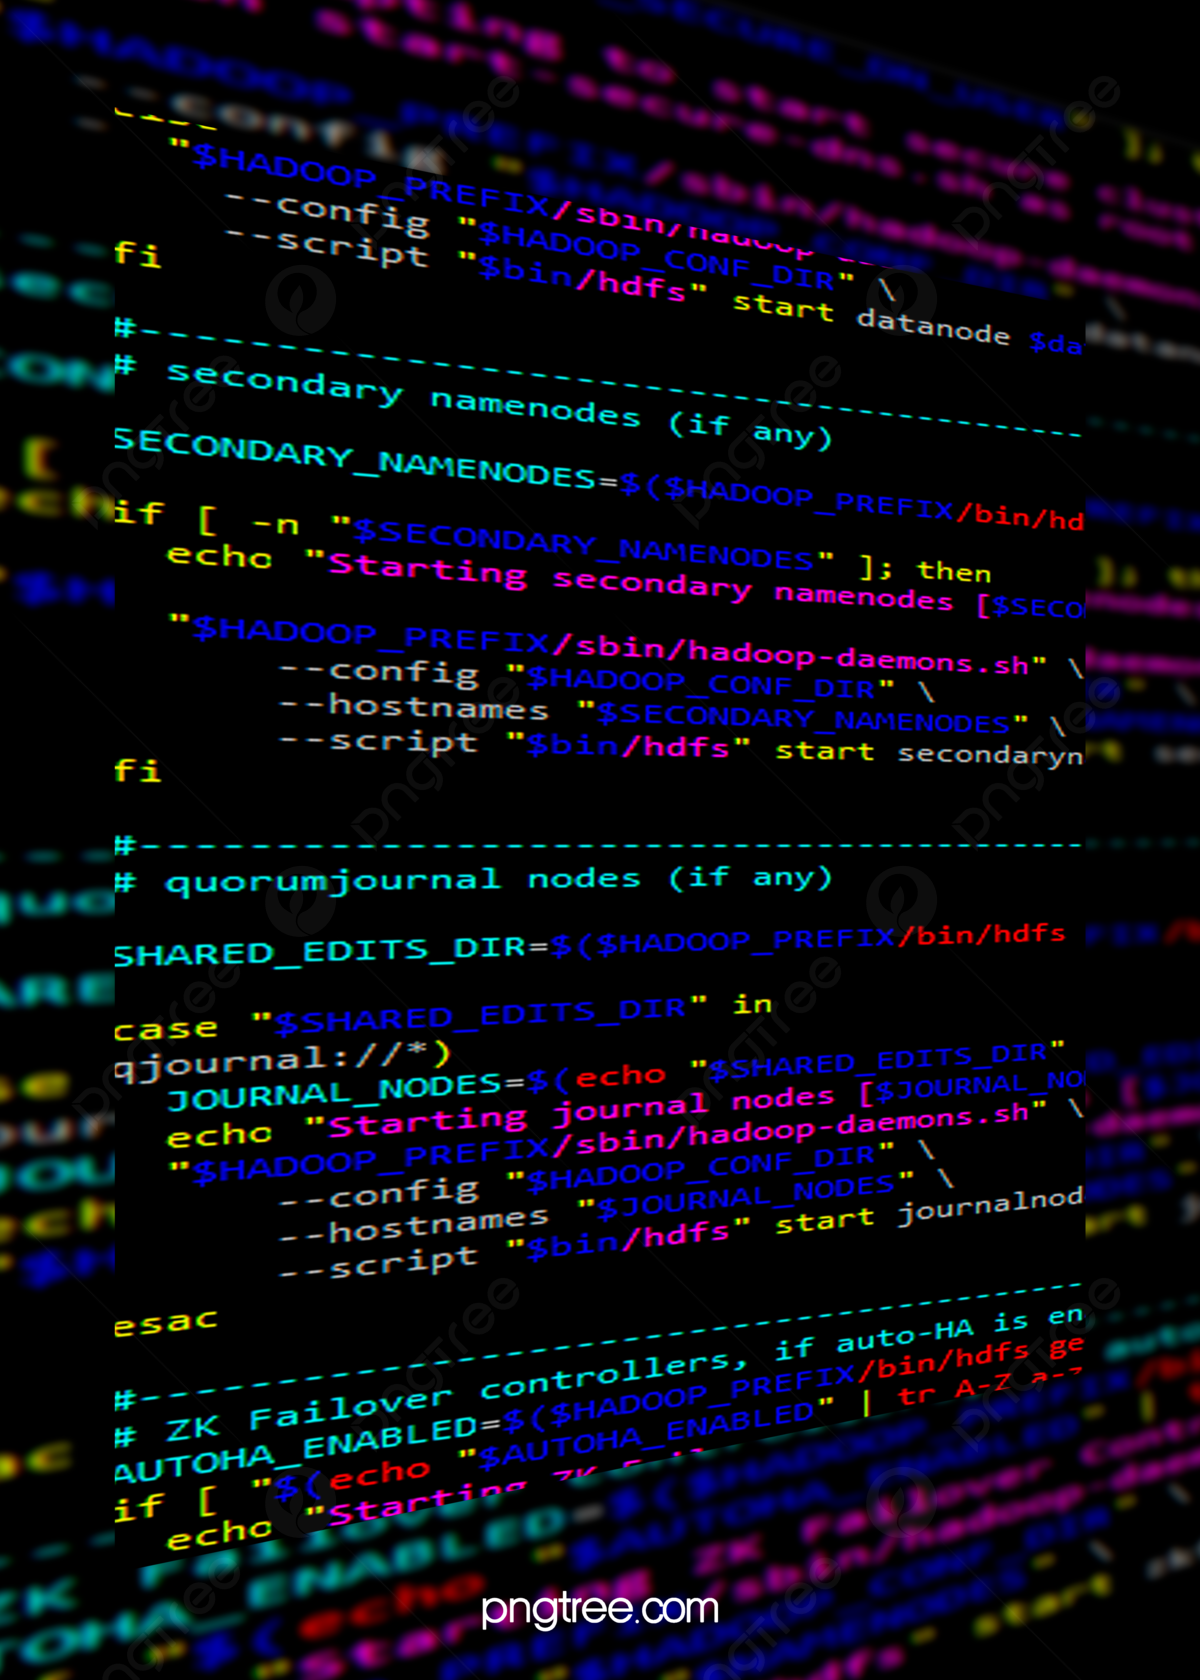 "$HADOOP_PREFIX/sbin/hadoop
--config "$HADOOP_CONF_DIR" \
--script "$bin/hdfs" start datanode $da
fi
#------------------------------------
# secondary namenodes (if any)
SECONDARY_NAMENODES=$($HADOOP_PREFIX/bin/hd
if [ -n "$SECONDARY_NAMENODES" ]; then
echo "Starting secondary namenodes [$SECO
"$HADOOP_PREFIX/sbin/hadoop-daemons.sh" \
--config "$HADOOP_CONF_DIR" \
--hostnames "$SECONDARY_NAMENODES" \
--script "$bin/hdfs" start secondaryn
fi
#------------------------------------
# quorumjournal nodes (if any)
SHARED_EDITS_DIR=$($HADOOP_PREFIX/bin/hdfs
case "$SHARED_EDITS_DIR" in
qjournal://*)
JOURNAL_NODES=$(echo "$SHARED_EDITS_DIR"
echo "Starting journal nodes [$JOURNAL_NO
"$HADOOP_PREFIX/sbin/hadoop-daemons.sh" \
--config "$HADOOP_CONF_DIR" \
--hostnames "$JOURNAL_NODES" \
--script "$bin/hdfs" start journalnod
esac
#------------------------------------
# ZK Failover controllers, if auto-HA is en
AUTOHA_ENABLED=$($HADOOP_PREFIX/bin/hdfs ge
if [ "$(echo "$AUTOHA_ENABLED" | tr A-Z a-z
echo "Starting ZK
pngtree.com